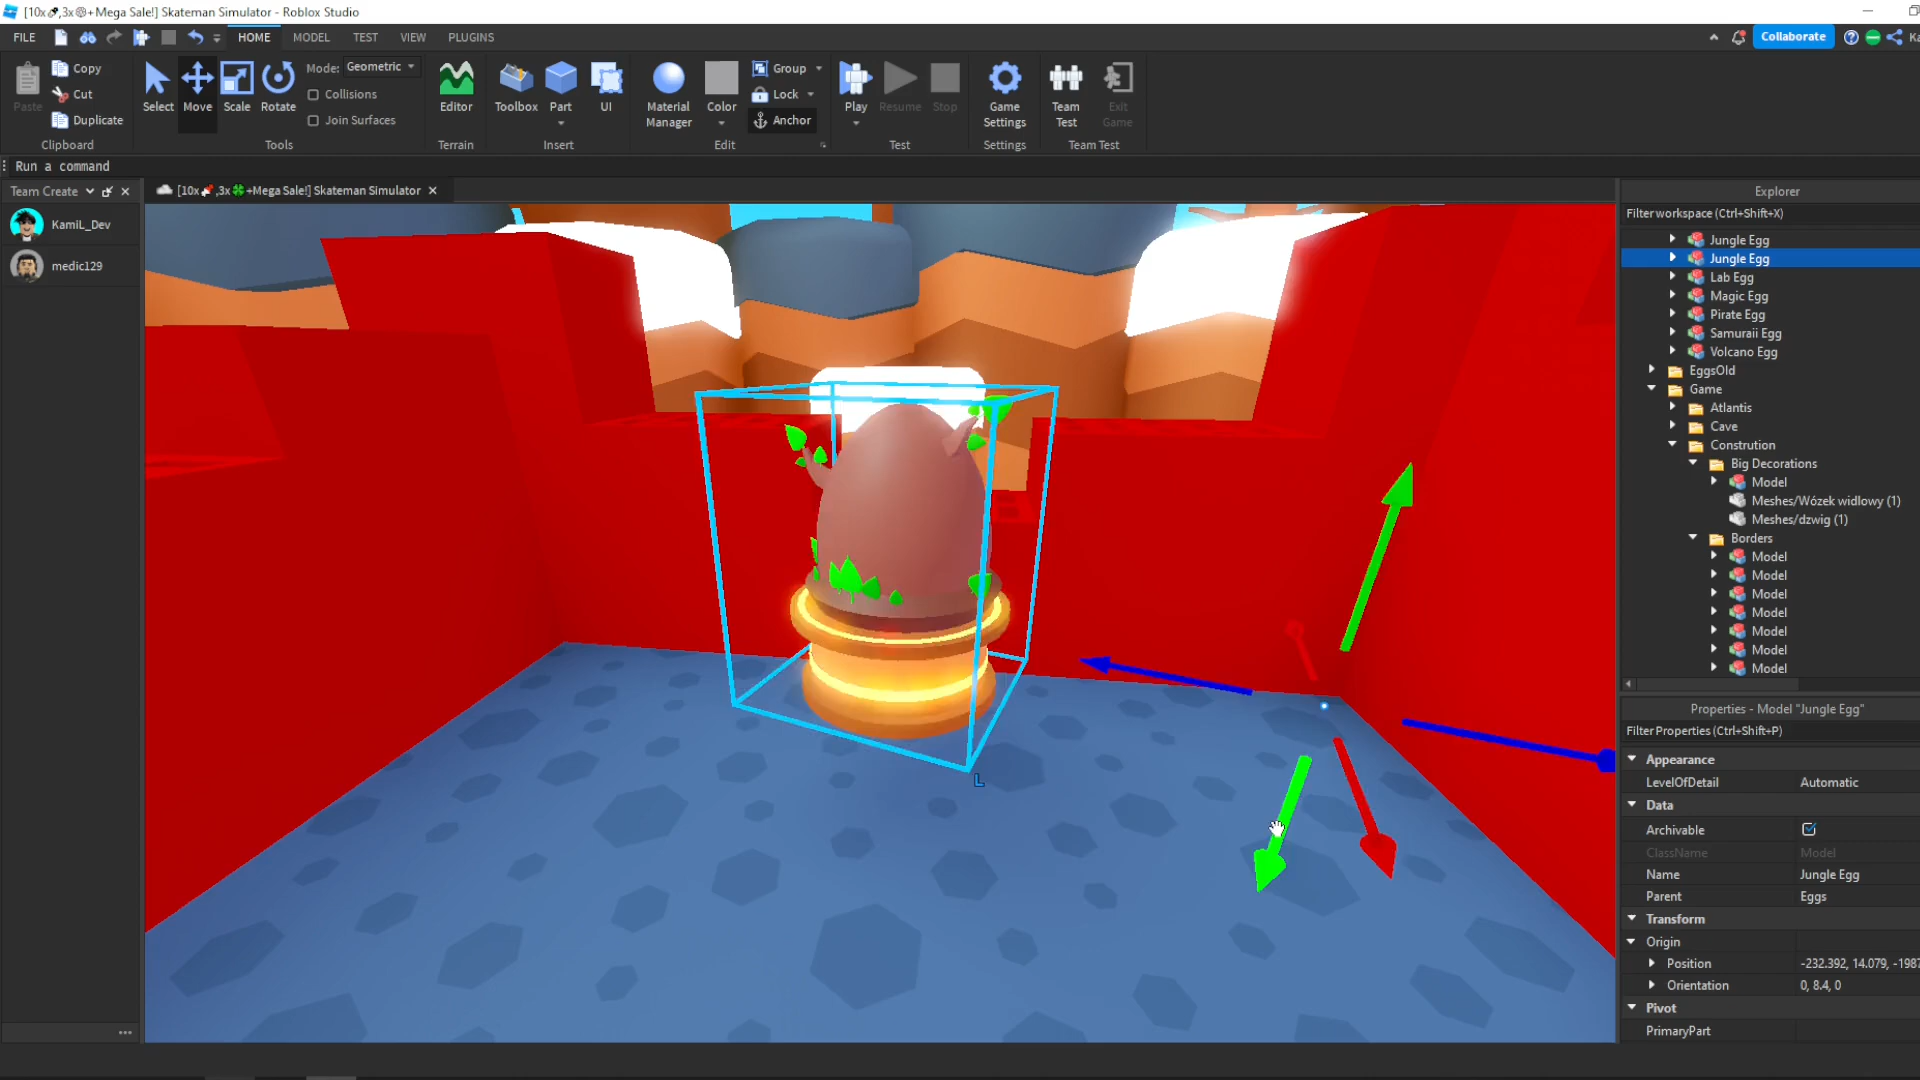 [10x🚀,3x🍀+Mega Sale!] Skateman Simulator - Roblox Studio
FILE HOME MODEL TEST VIEW PLUGINS Collaborate
Paste
Copy
Cut
Duplicate
Clipboard
Select Move Scale Rotate
Mode: Geometric
Collisions
Join Surfaces
Tools
Editor
Terrain
Toolbox Part UI
Insert
Material
Manager
Color
Group
Lock
Anchor
Edit
Play Resume Stop
Test
Game
Settings
Settings
Team
Test
Exit
Game
Team Test
Run a command
Team Create
KamiL_Dev
medic129
[10x🚀,3x🍀+Mega Sale!] Skateman Simulator
L
Explorer
Filter workspace (Ctrl+Shift+X)
Jungle Egg
Jungle Egg
Lab Egg
Magic Egg
Pirate Egg
Samuraii Egg
Volcano Egg
EggsOld
Game
Atlantis
Cave
Constrution
Big Decorations
Model
Meshes/Wózek widlowy (1)
Meshes/dzwig (1)
Borders
Model
Model
Model
Model
Model
Model
Model
Properties - Model "Jungle Egg"
Filter Properties (Ctrl+Shift+P)
Appearance
LevelOfDetail Automatic
Data
Archivable
ClassName Model
Name Jungle Egg
Parent Eggs
Transform
Origin
Position -232.392, 14.079, -1987
Orientation 0, 8.4, 0
Pivot
PrimaryPart